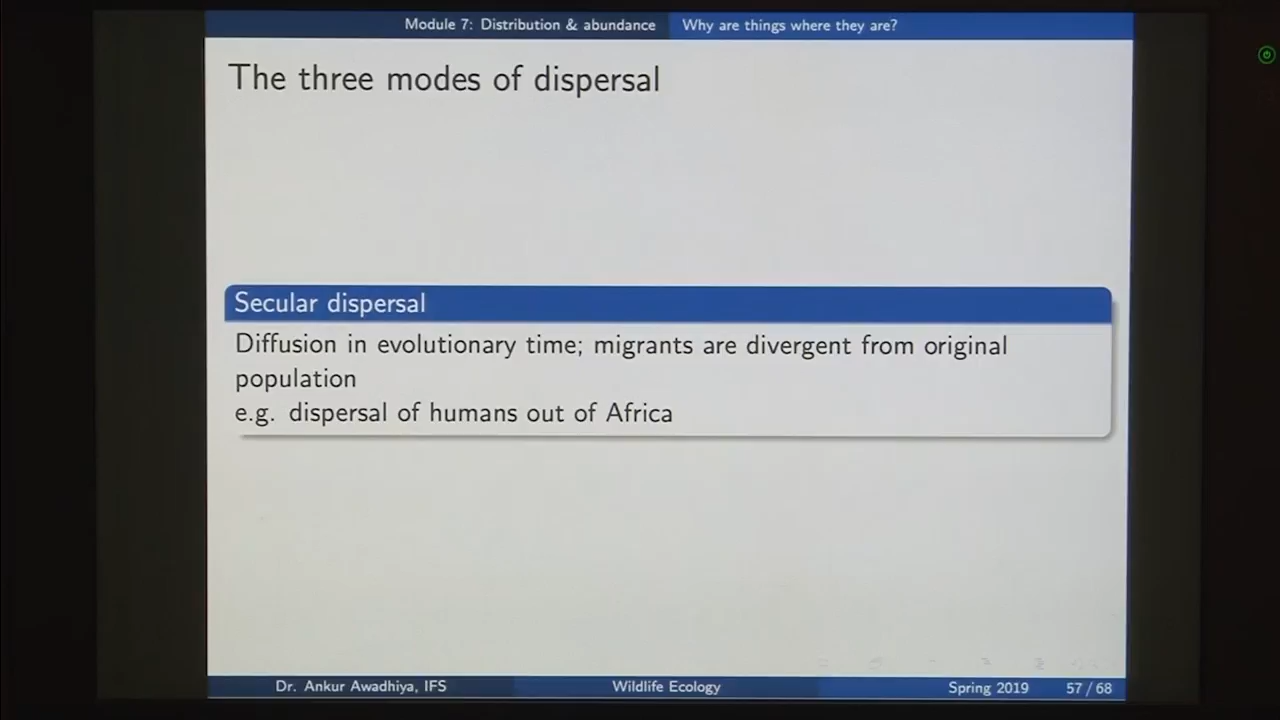 Module 7: Distribution & abundance Why are things where they are?
The three modes of dispersal
Secular dispersal
Diffusion in evolutionary time; migrants are divergent from original
population
e.g. dispersal of humans out of Africa
Dr. Ankur Awadhiya, IFS Wildlife Ecology Spring 2019 57 / 68